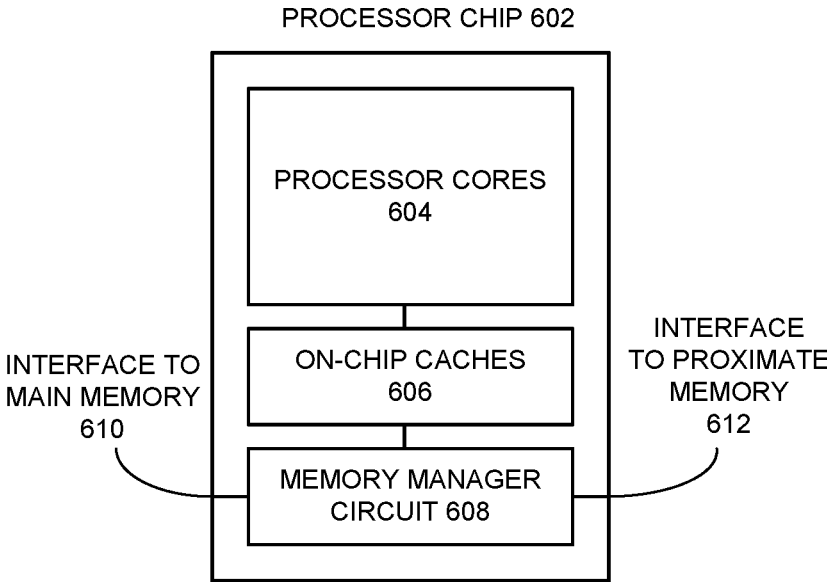 PROCESSOR CHIP 602
PROCESSOR CORES
604
ON-CHIP CACHES
606
INTERFACE TO
MAIN MEMORY
610
INTERFACE
TO PROXIMATE
MEMORY
612
MEMORY MANAGER
CIRCUIT 608